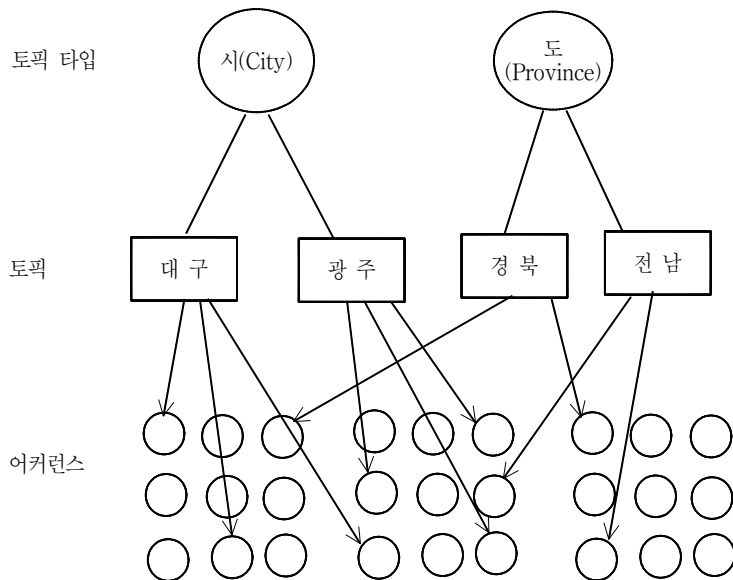 토픽 타입
시(City)
도
(Province)
토픽
대 구
광 주
경 북
전 남
어커런스